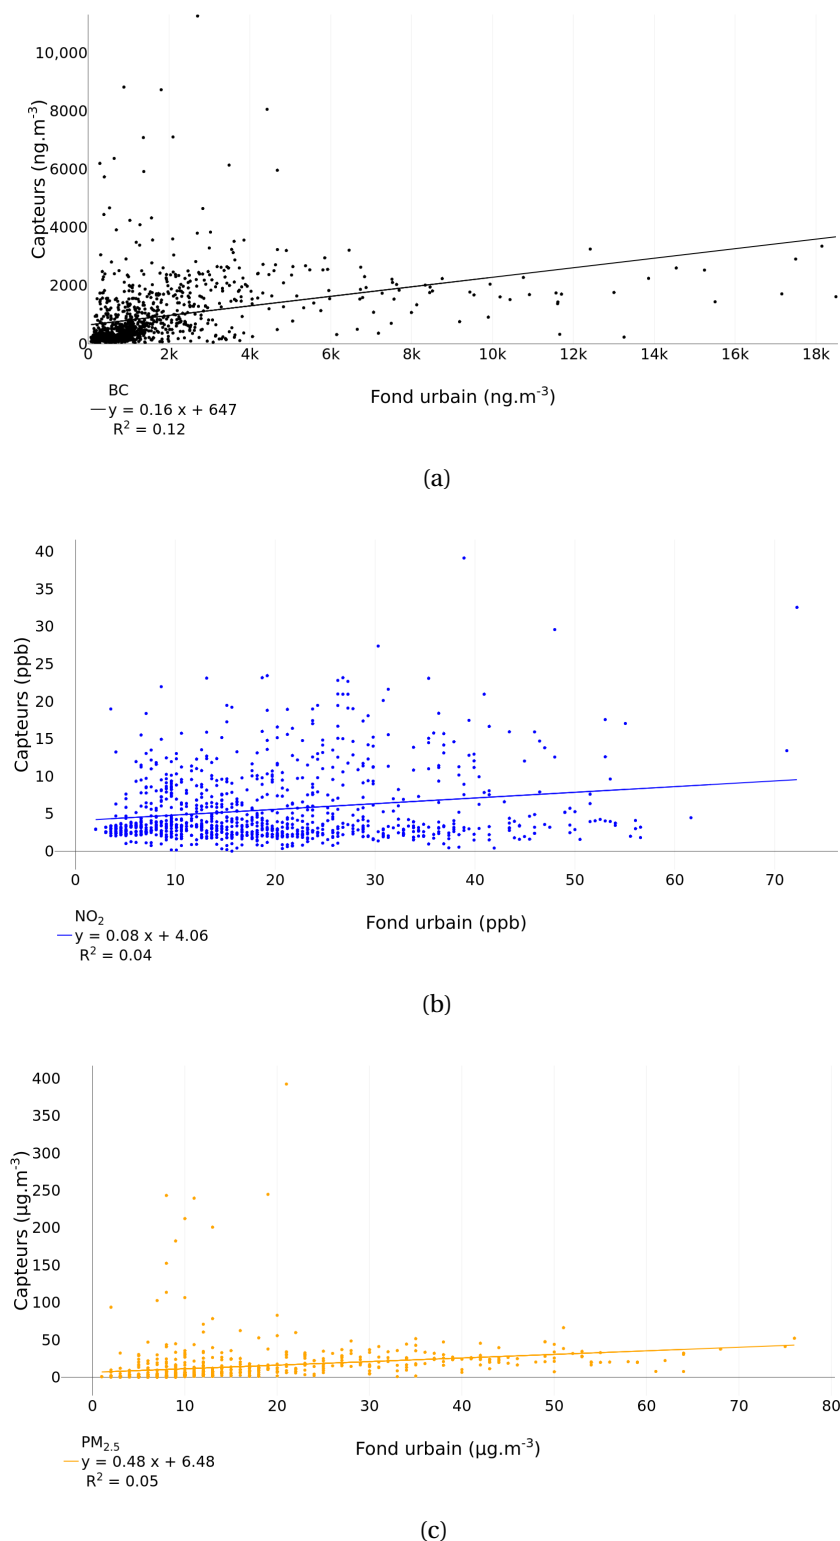 Capteurs (ng.m⁻³)
10,000
8000
6000
4000
2000
0
0 2k 4k 6k 8k 10k 12k 14k 16k 18k
Fond urbain (ng.m⁻³)
BC
y = 0.16 x + 647
R² = 0.12
(a)
Capteurs (ppb)
40
35
30
25
20
15
10
5
0
0 10 20 30 40 50 60 70
Fond urbain (ppb)
NO₂
y = 0.08 x + 4.06
R² = 0.04
(b)
Capteurs (µg.m⁻³)
400
350
300
250
200
150
100
50
0
0 10 20 30 40 50 60 70 80
Fond urbain (µg.m⁻³)
PM₂.₅
y = 0.48 x + 6.48
R² = 0.05
(c)